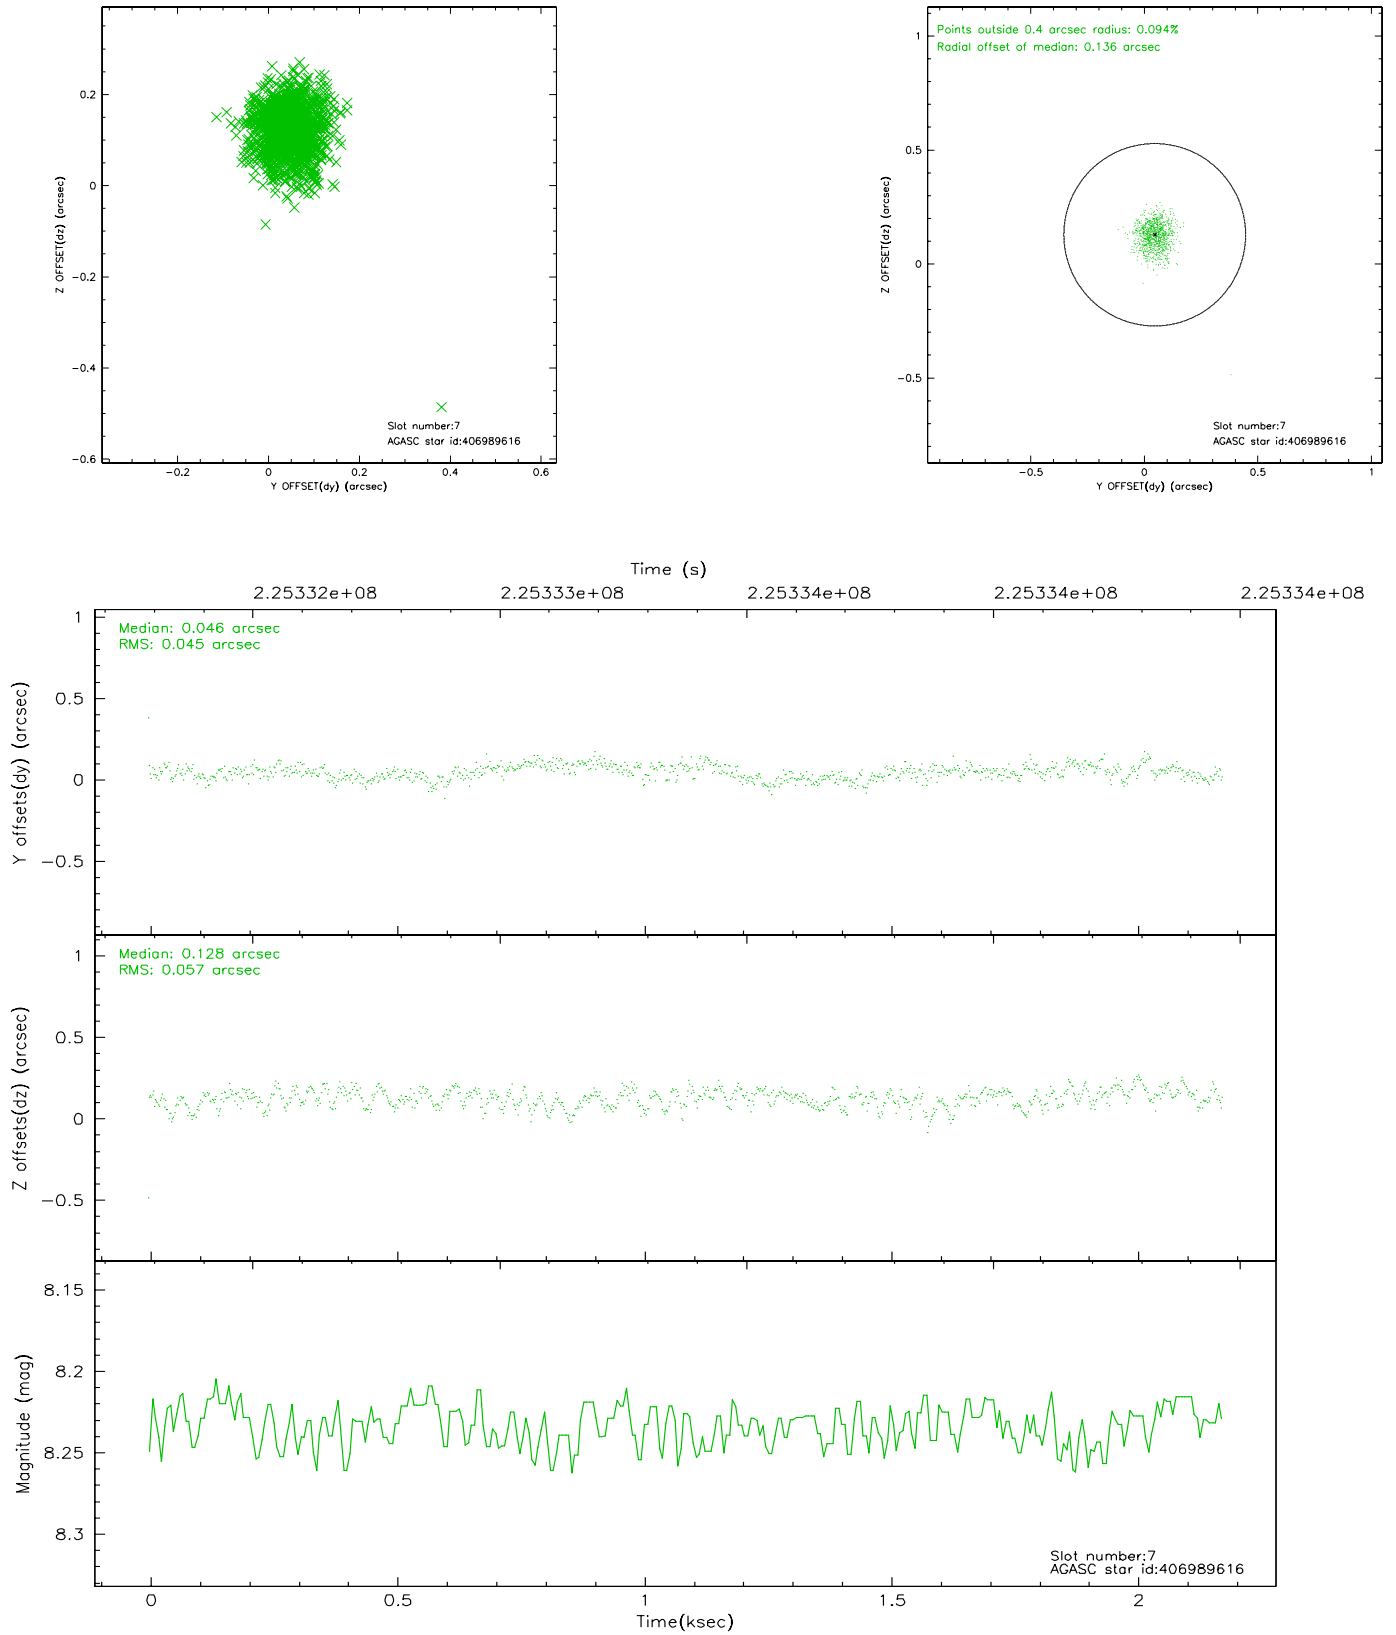 0.2
0
−0.2
−0.4
−0.6
Z OFFSET(dz) (arcsec)
Slot number:7
AGASC star id:406989616
−0.2 0 0.2 0.4 0.6
Y OFFSET(dy) (arcsec)
Points outside 0.4 arcsec radius: 0.094%
Radial offset of median: 0.136 arcsec
1
0.5
0
−0.5
Z OFFSET(dz) (arcsec)
Slot number:7
AGASC star id:406989616
−0.5 0 0.5 1
Y OFFSET(dy) (arcsec)
Time (s)
2.25332e+08 2.25333e+08 2.25334e+08 2.25334e+08 2.25334e+08
Median: 0.046 arcsec
RMS: 0.045 arcsec
1
0.5
0
−0.5
Y offsets(dy) (arcsec)
Median: 0.128 arcsec
RMS: 0.057 arcsec
1
0.5
0
−0.5
Z offsets(dz) (arcsec)
8.15
8.2
8.25
8.3
Magnitude (mag)
Slot number:7
AGASC star id:406989616
0 0.5 1 1.5 2
Time(ksec)